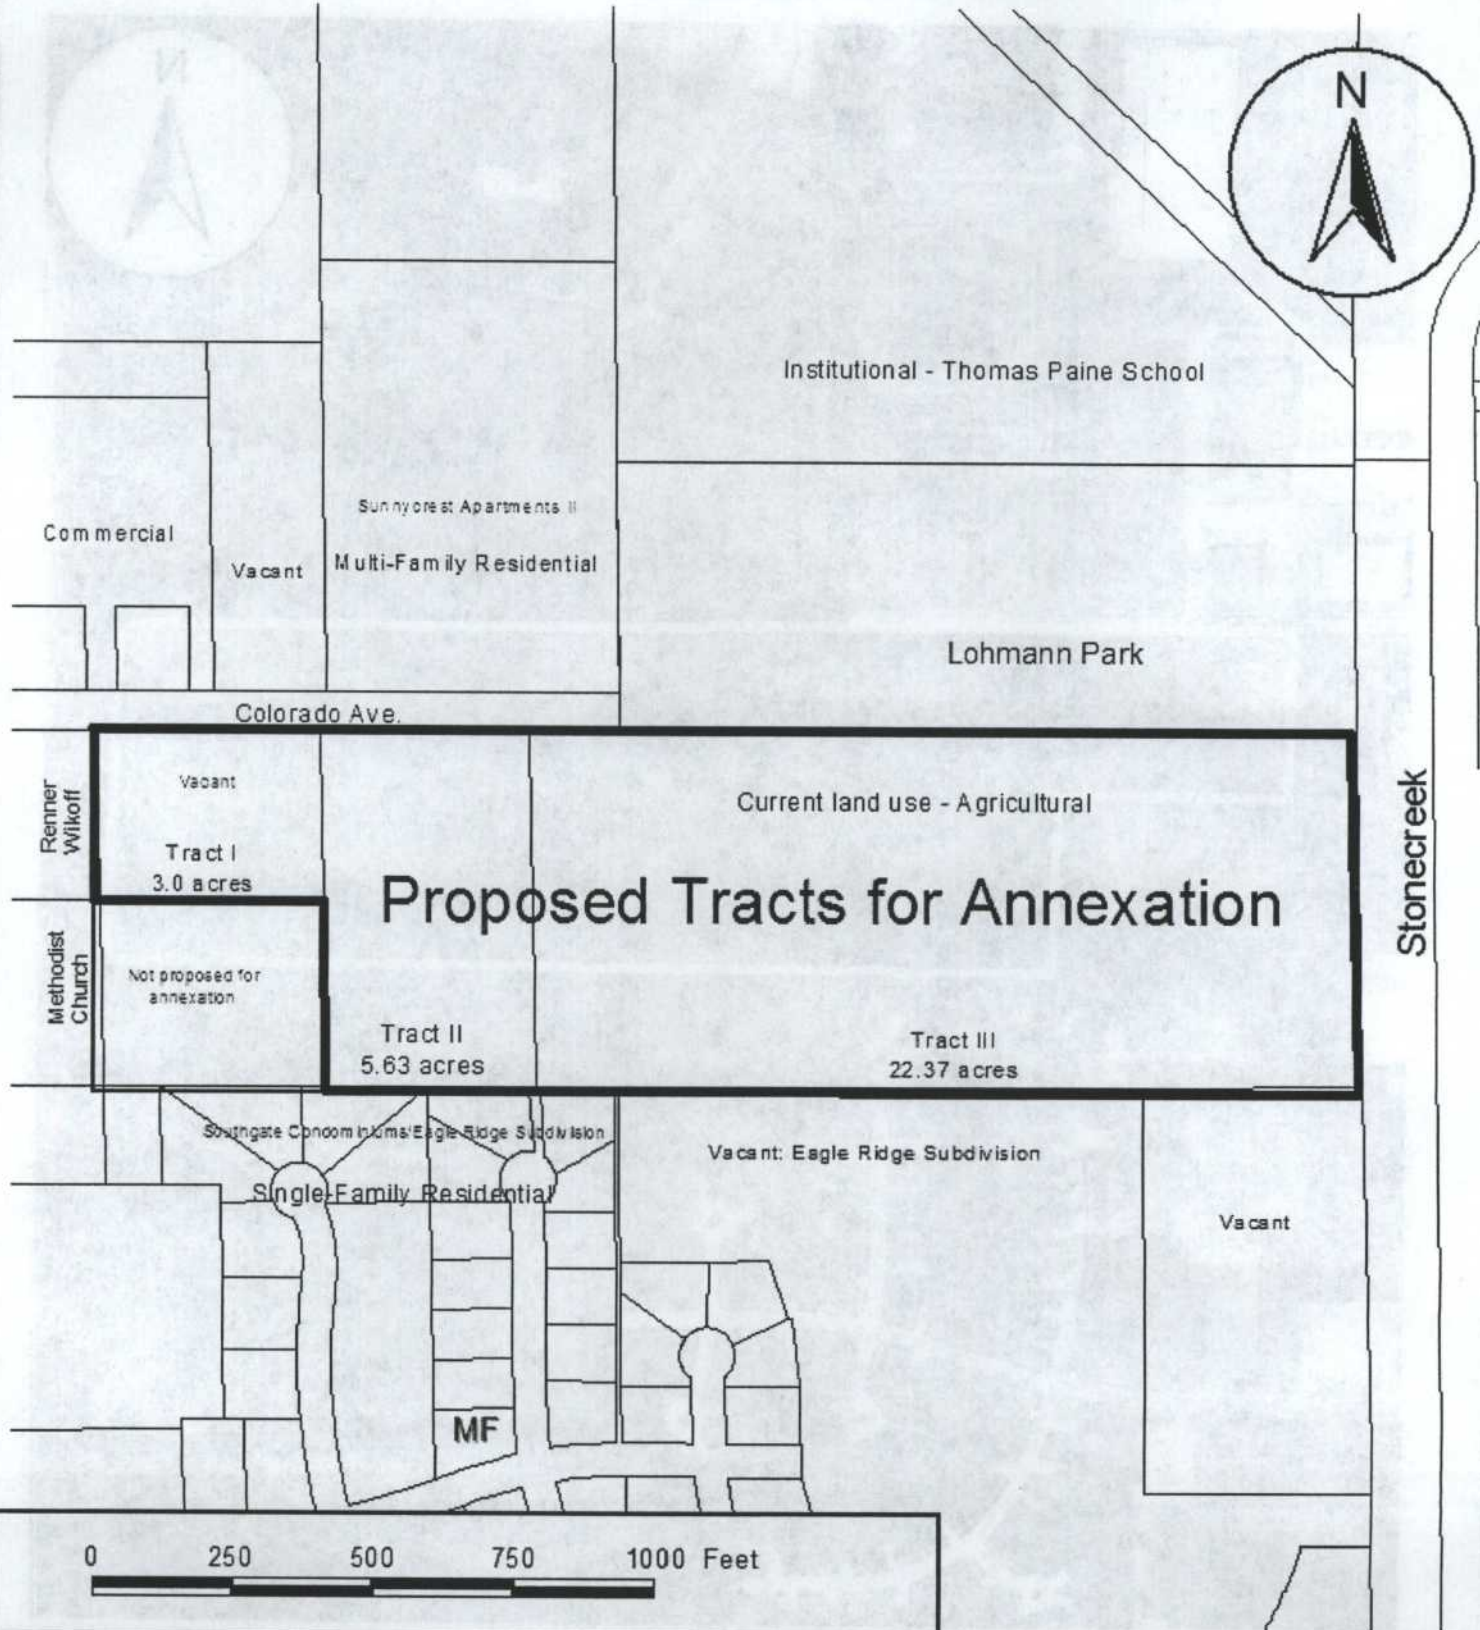 N
Institutional - Thomas Paine School
Sunnycrest Apartments II
Commercial
Multi-Family Residential
Vacant
Lohmann Park
Colorado Ave.
Renner
Wikoff
Vacant
Current land use - Agricultural
Tract I
3.0 acres
Proposed Tracts for Annexation
Stonecreek
Methodist
Church
Not proposed for
annexation
Tract II
5.63 acres
Tract III
22.37 acres
Southgate Condominiums/Eagle Ridge Subdivision
Vacant: Eagle Ridge Subdivision
Single-Family Residential
Vacant
MF
0 250 500 750 1000 Feet